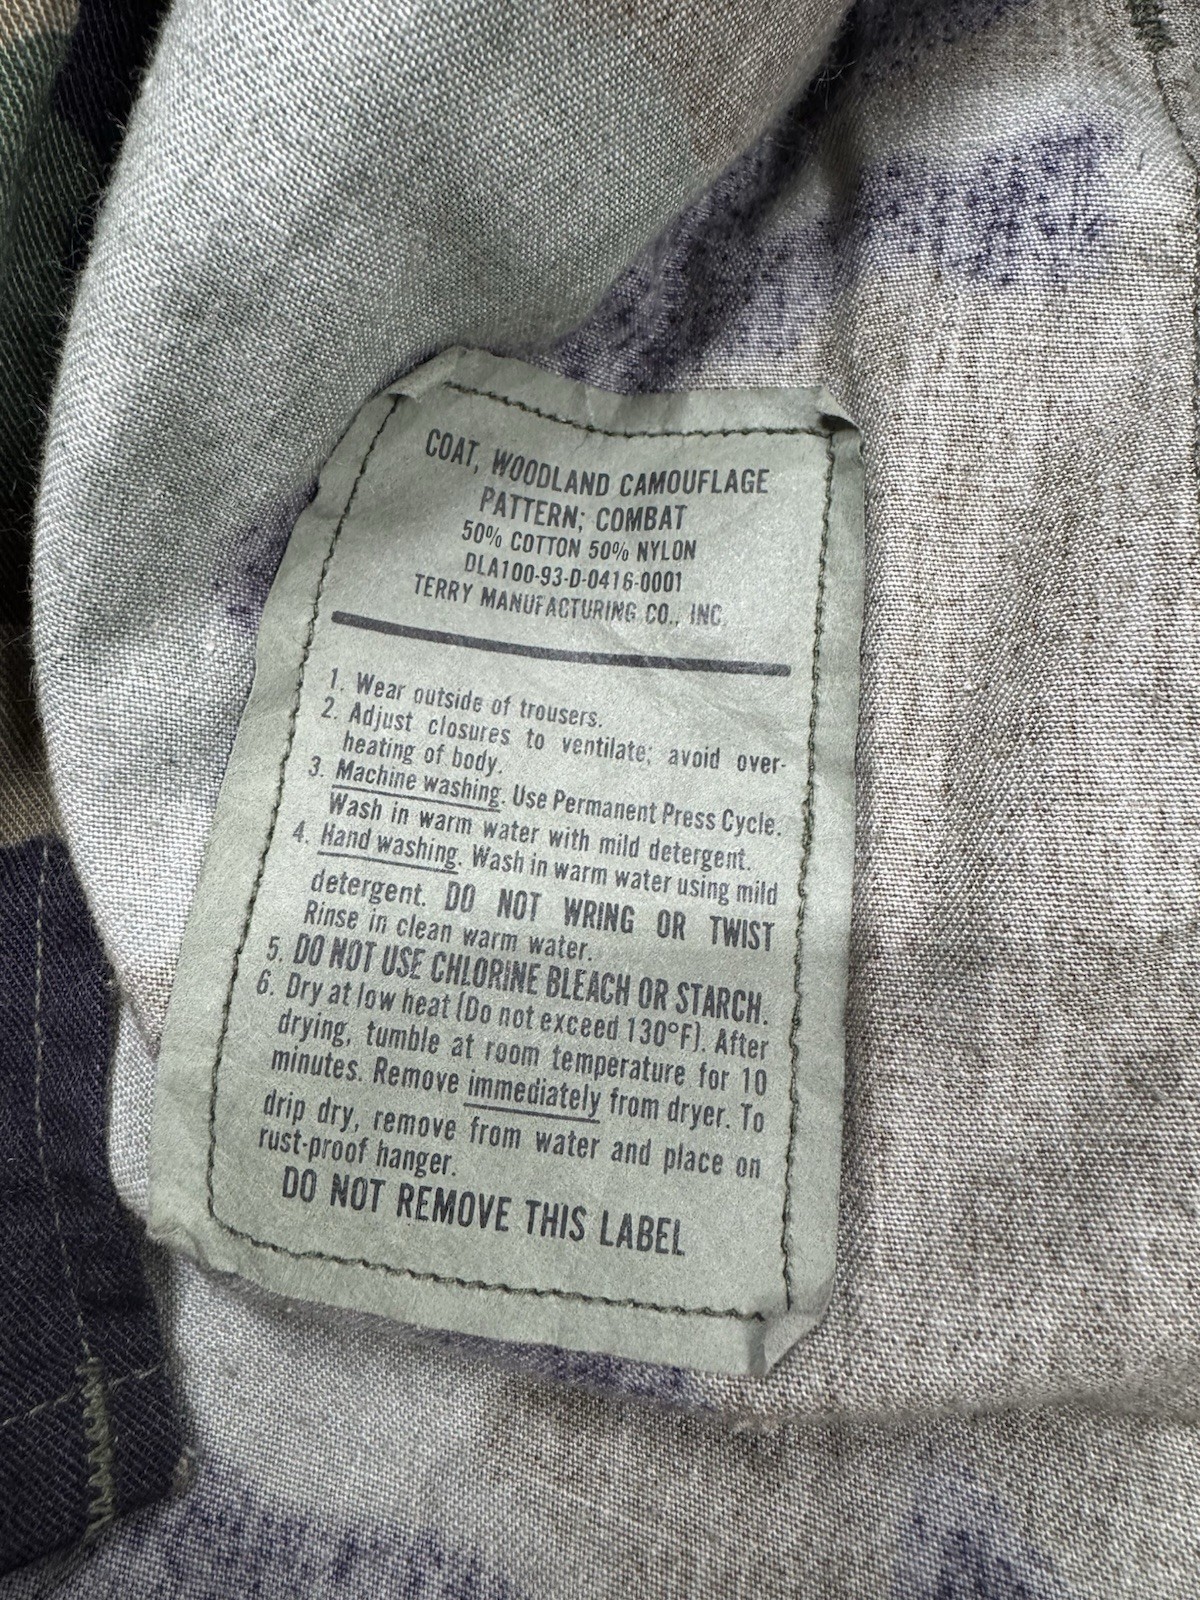 COAT, WOODLAND CAMOUFLAGE
PATTERN; COMBAT
50% COTTON 50% NYLON
DLA100-93-D-0416-0001
TERRY MANUFACTURING CO., INC.
1. Wear outside of trousers.
2. Adjust closures to ventilate; avoid over-
heating of body.
3. Machine washing. Use Permanent Press Cycle.
Wash in warm water with mild detergent.
4. Hand washing. Wash in warm water using mild
detergent. DO NOT WRING OR TWIST
Rinse in clean warm water.
5. DO NOT USE CHLORINE BLEACH OR STARCH.
6. Dry at low heat (Do not exceed 130°F). After
drying, tumble at room temperature for 10
minutes. Remove immediately from dryer. To
drip dry, remove from water and place on
rust-proof hanger.
DO NOT REMOVE THIS LABEL